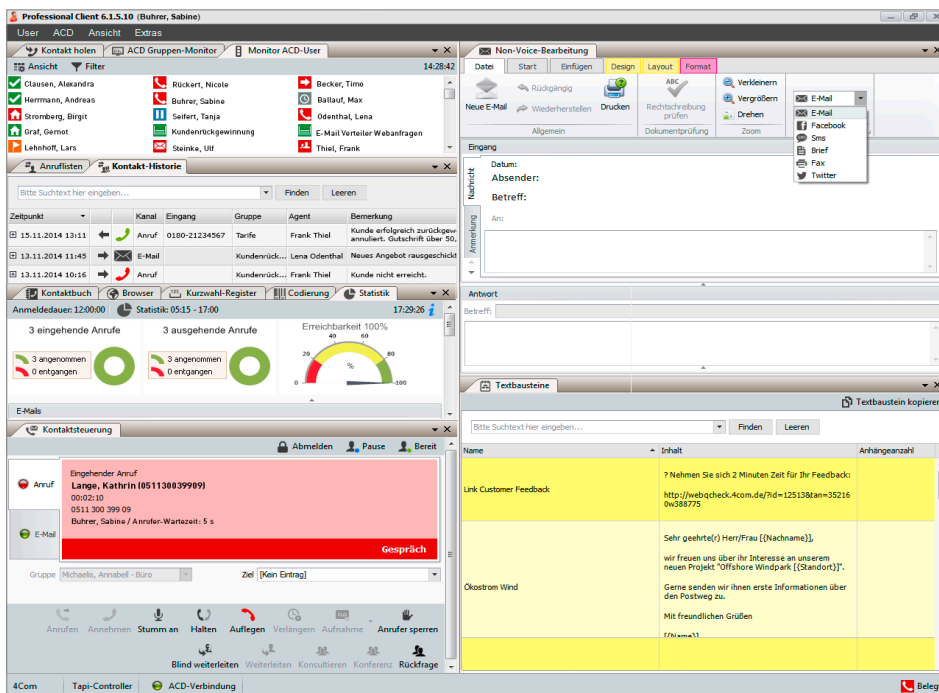 Professional Client 6.1.5.10 (Buhrer, Sabine)
User ACD Ansicht Extras
Kontakt holen ACD Gruppen-Monitor Monitor ACD-User
Ansicht Filter 14:28:42
Clausen, Alexandra Rückert, Nicole Becker, Timo
Herrmann, Andreas Buhrer, Sabine Ballauf, Max
Stromberg, Birgit Seifert, Tanja Odenthal, Lena
Graf, Gernot Kundenrückgewinnung E-Mail Verteiler Webanfragen
Lehnhoff, Lars Steinke, Ulf Thiel, Frank
Anruflisten Kontakt-Historie
Bitte Suchtext hier eingeben... Finden Leeren
Zeitpunkt Kanal Eingang Gruppe Agent Bemerkung
15.11.2014 13:11 Anruf 0180-21234567 Tarife Frank Thiel Kunde erfolgreich zurückgew
annuliert. Gutschrift über 50,
13.11.2014 11:45 E-Mail Kundenrück... Lena Odenthal Neues Angebot rausgeschickt
13.11.2014 10:16 Anruf Kundenrück... Frank Thiel Kunde nicht erreicht.
Kontaktbuch Browser Kurzwahl-Register Codierung Statistik
Anmeldedauer: 12:00:00 Statistik: 05:15 - 17:00 17:29:26
3 eingehende Anrufe 3 ausgehende Anrufe Erreichbarkeit 100%
3 angenommen
0 entgangen
3 angenommen
0 entgangen
0 20 40 60 80 100
%
E-Mails
Kontaktsteuerung
Abmelden Pause Bereit
Anruf
E-Mail
Eingehender Anruf
Lange, Kathrin (051130039909)
00:02:10
0511 300 399 09
Buhrer, Sabine / Anrufer-Wartezeit: 5 s
Gespräch
Gruppe Michaelis, Annabell - Büro Ziel [Kein Eintrag]
Anrufen Annehmen Stumm an Halten Auflegen Verlängern Aufnahme Anrufer sperren
Blind weiterleiten Weiterleiten Konsultieren Konferenz Rückfrage
4Com Tapi-Controller ACD-Verbindung
Non-Voice-Bearbeitung
Datei Start Einfügen Design Layout Format
Neue E-Mail
Rückgängig
Wiederherstellen
Drucken
Allgemein
ABC
Rechtschreibung
prüfen
Dokumentprüfung
Verkleinern
Vergrößern
Drehen
Zoom
E-Mail
E-Mail
Facebook
Sms
Brief
Fax
Twitter
Eingang
Nachricht
Anmerkung
Datum:
Absender:
Betreff:
An:
Antwort
Betreff:
Textbausteine
Textbaustein kopieren
Bitte Suchtext hier eingeben... Finden Leeren
Name Inhalt Anhängeanzahl
Link Customer Feedback
? Nehmen Sie sich 2 Minuten Zeit für Ihr Feedback:
http://webqcheck.4com.de/?id=12513&tan=35216
0w388775
Ökostrom Wind
Sehr geehrte(r) Herr/Frau [{Nachname}],
wir freuen uns über ihr Interesse an unserem
neuen Projekt "Offshore Windpark [{Standort}]".
Gerne senden wir ihnen erste Informationen über
den Postweg zu.
Mit freundlichen Grüßen
[{Name}]
Beleg